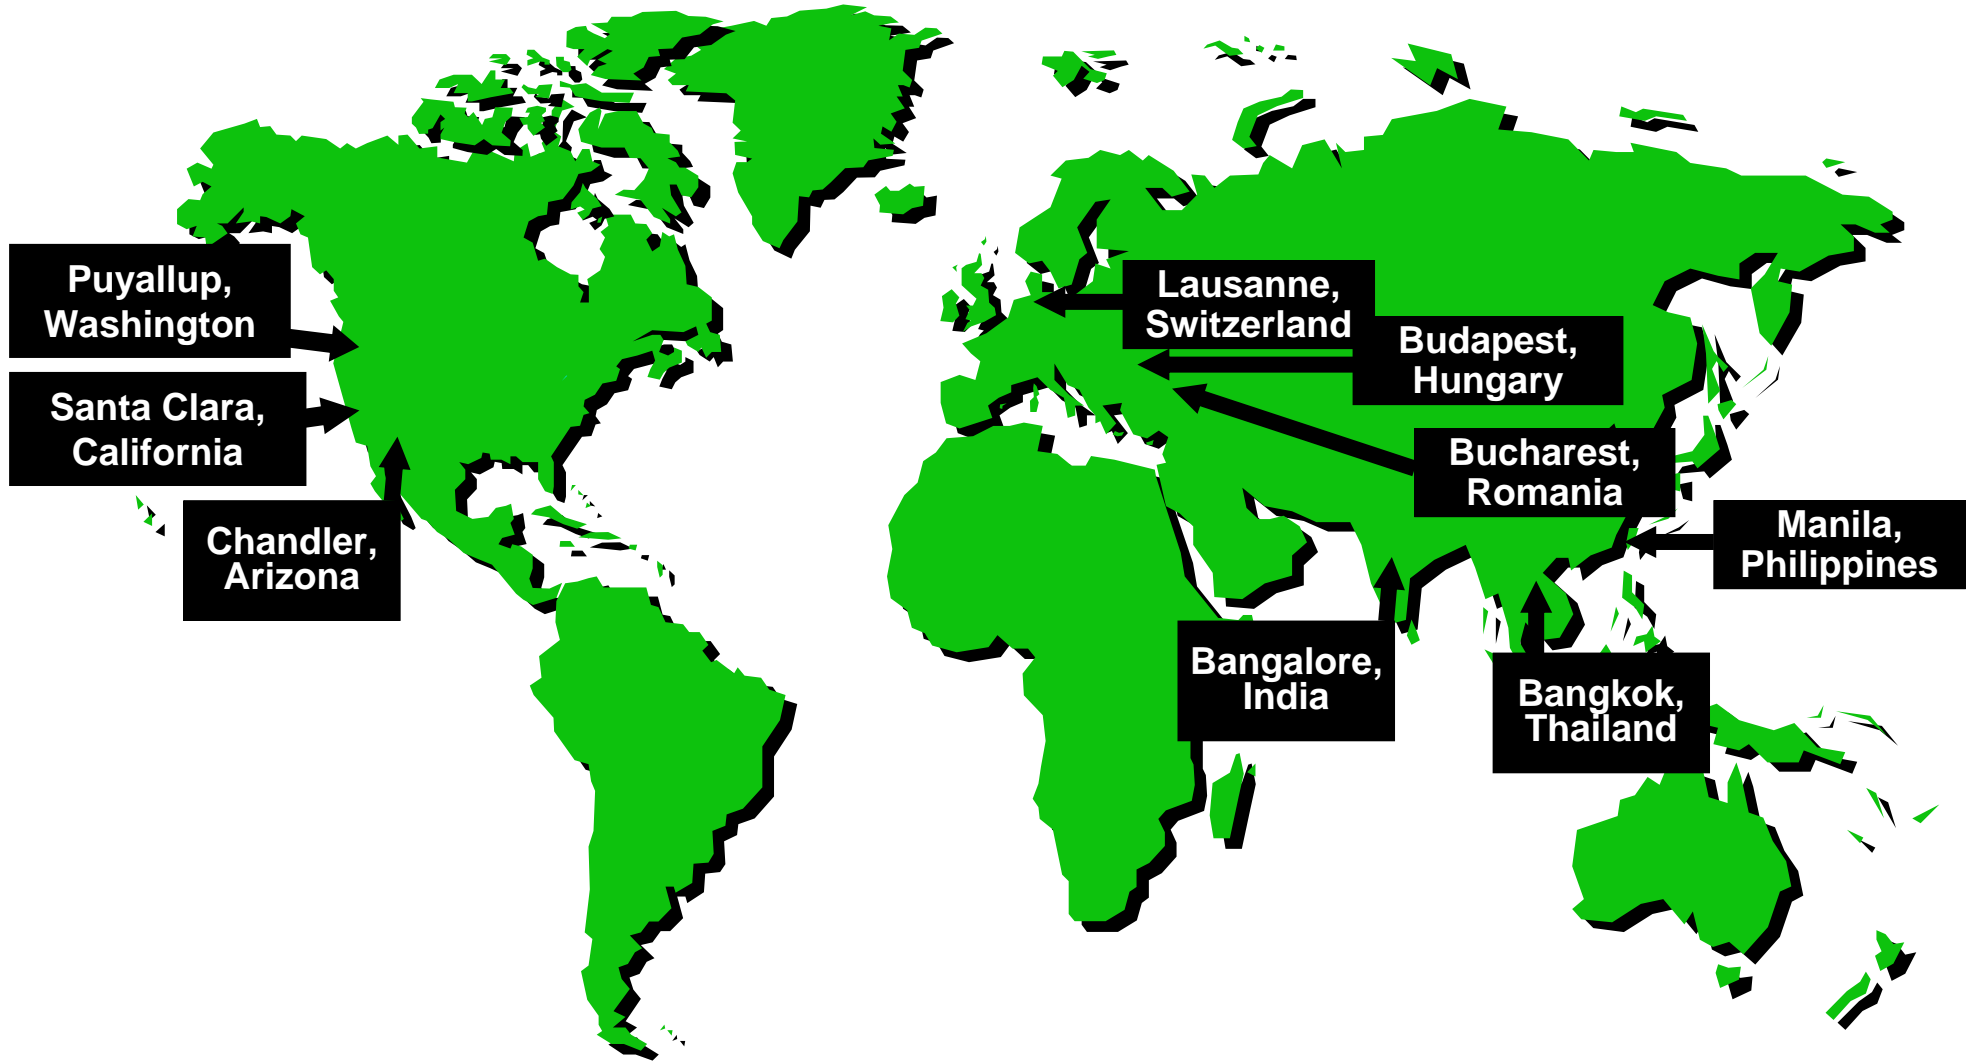 Puyallup,
Washington
Santa Clara,
California
Chandler,
Arizona
Lausanne,
Switzerland
Budapest,
Hungary
Bucharest,
Romania
Manila,
Philippines
Bangalore,
India
Bangkok,
Thailand